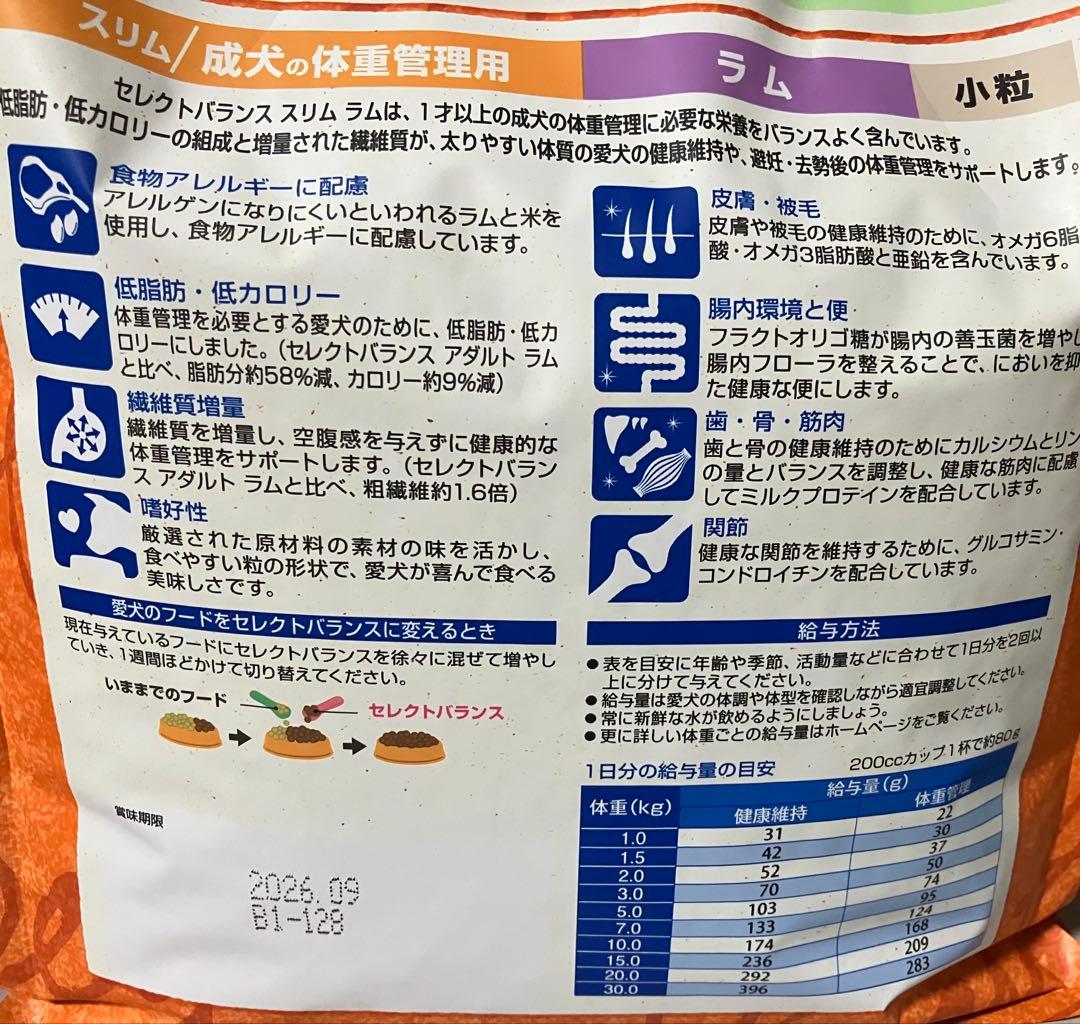 スリム/成犬の体重管理用
ラム
小粒
セレクトバランス スリム ラムは、1才以上の成犬の体重管理に必要な栄養をバランスよく含んでいます。
低脂肪・低カロリーの組成と増量された繊維質が、太りやすい体質の愛犬の健康維持や、避妊・去勢後の体重管理をサポートします。
食物アレルギーに配慮
アレルゲンになりにくいといわれるラムと米を
使用し、食物アレルギーに配慮しています。
低脂肪・低カロリー
体重管理を必要とする愛犬のために、低脂肪・低カ
ロリーにしました。（セレクトバランス アダルト ラム
と比べ、脂肪分約58%減、カロリー約9%減）
繊維質増量
繊維質を増量し、空腹感を与えずに健康的な
体重管理をサポートします。（セレクトバラン
ス アダルト ラムと比べ、粗繊維約1.6倍）
嗜好性
厳選された原材料の素材の味を活かし、
食べやすい粒の形状で、愛犬が喜んで食べる
美味しさです。
皮膚・被毛
皮膚や被毛の健康維持のために、オメガ6脂
酸・オメガ3脂肪酸と亜鉛を含んでいます。
腸内環境と便
フラクトオリゴ糖が腸内の善玉菌を増やし
腸内フローラを整えることで、においを抑
た健康な便にします。
歯・骨・筋肉
歯と骨の健康維持のためにカルシウムとリン
の量とバランスを調整し、健康な筋肉に配慮
してミルクプロテインを配合しています。
関節
健康な関節を維持するために、グルコサミン・
コンドロイチンを配合しています。
愛犬のフードをセレクトバランスに変えるとき
現在与えているフードにセレクトバランスを徐々に混ぜて増やし
ていき、1週間ほどかけて切り替えてください。
いままでのフード
セレクトバランス
賞味期限
2026.09
B1-128
給与方法
●表を目安に年齢や季節、活動量などに合わせて1日分を2回以
上に分けて与えてください。
●給与量は愛犬の体調や体型を確認しながら適宜調整してください。
●常に新鮮な水が飲めるようにしましょう。
●更に詳しい体重ごとの給与量はホームページをご覧ください。
1日分の給与量の目安 200ccカップ1杯で約80g
体重(kg) 給与量(g)
健康維持 体重管理
1.0 31 22
1.5 42 30
2.0 52 37
3.0 70 50
5.0 103 74
7.0 133 95
10.0 174 124
15.0 236 168
20.0 292 209
30.0 396 283